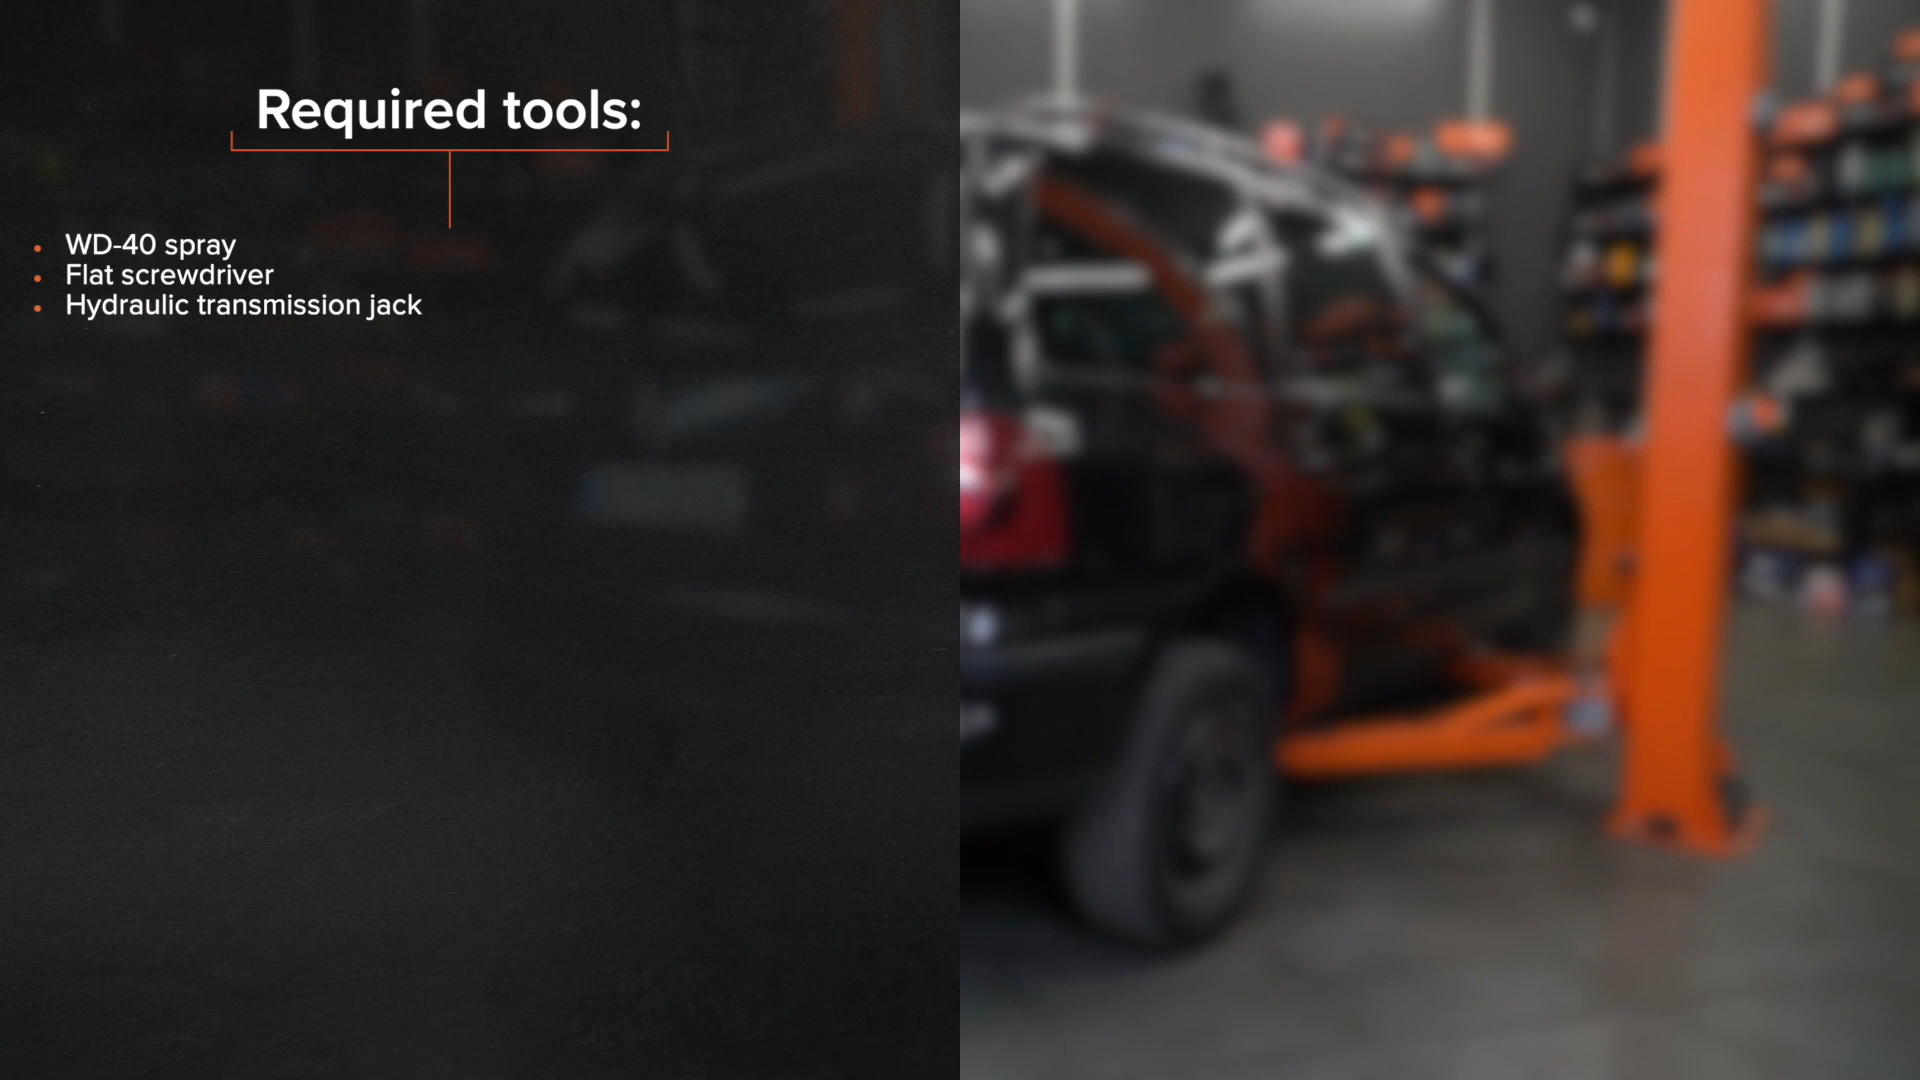 Required tools:
WD-40 spray
Flat screwdriver
Hydraulic transmission jack